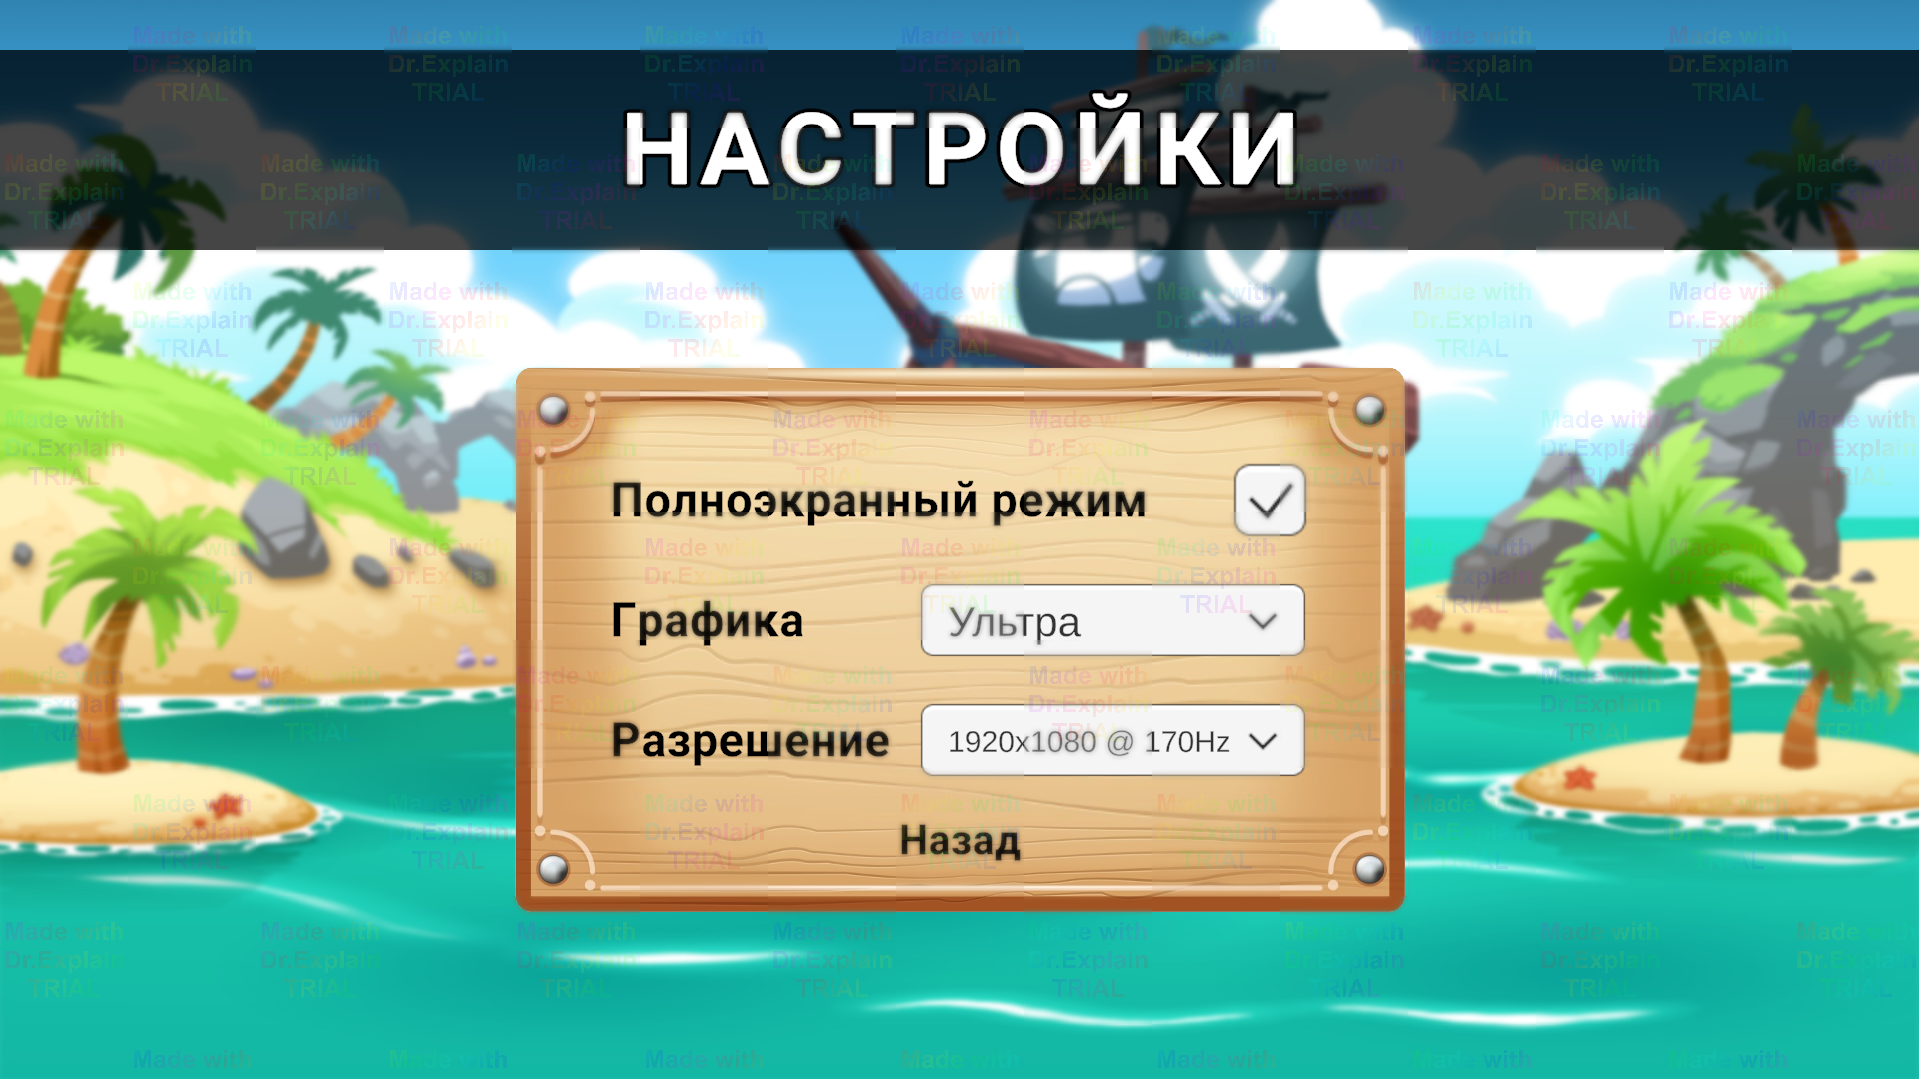 НАСТРОЙКИ
Полноэкранный режим
Графика
Ультра
Разрешение
1920x1080 @ 170Hz
Назад
Made with
Dr.Explain
TRIAL